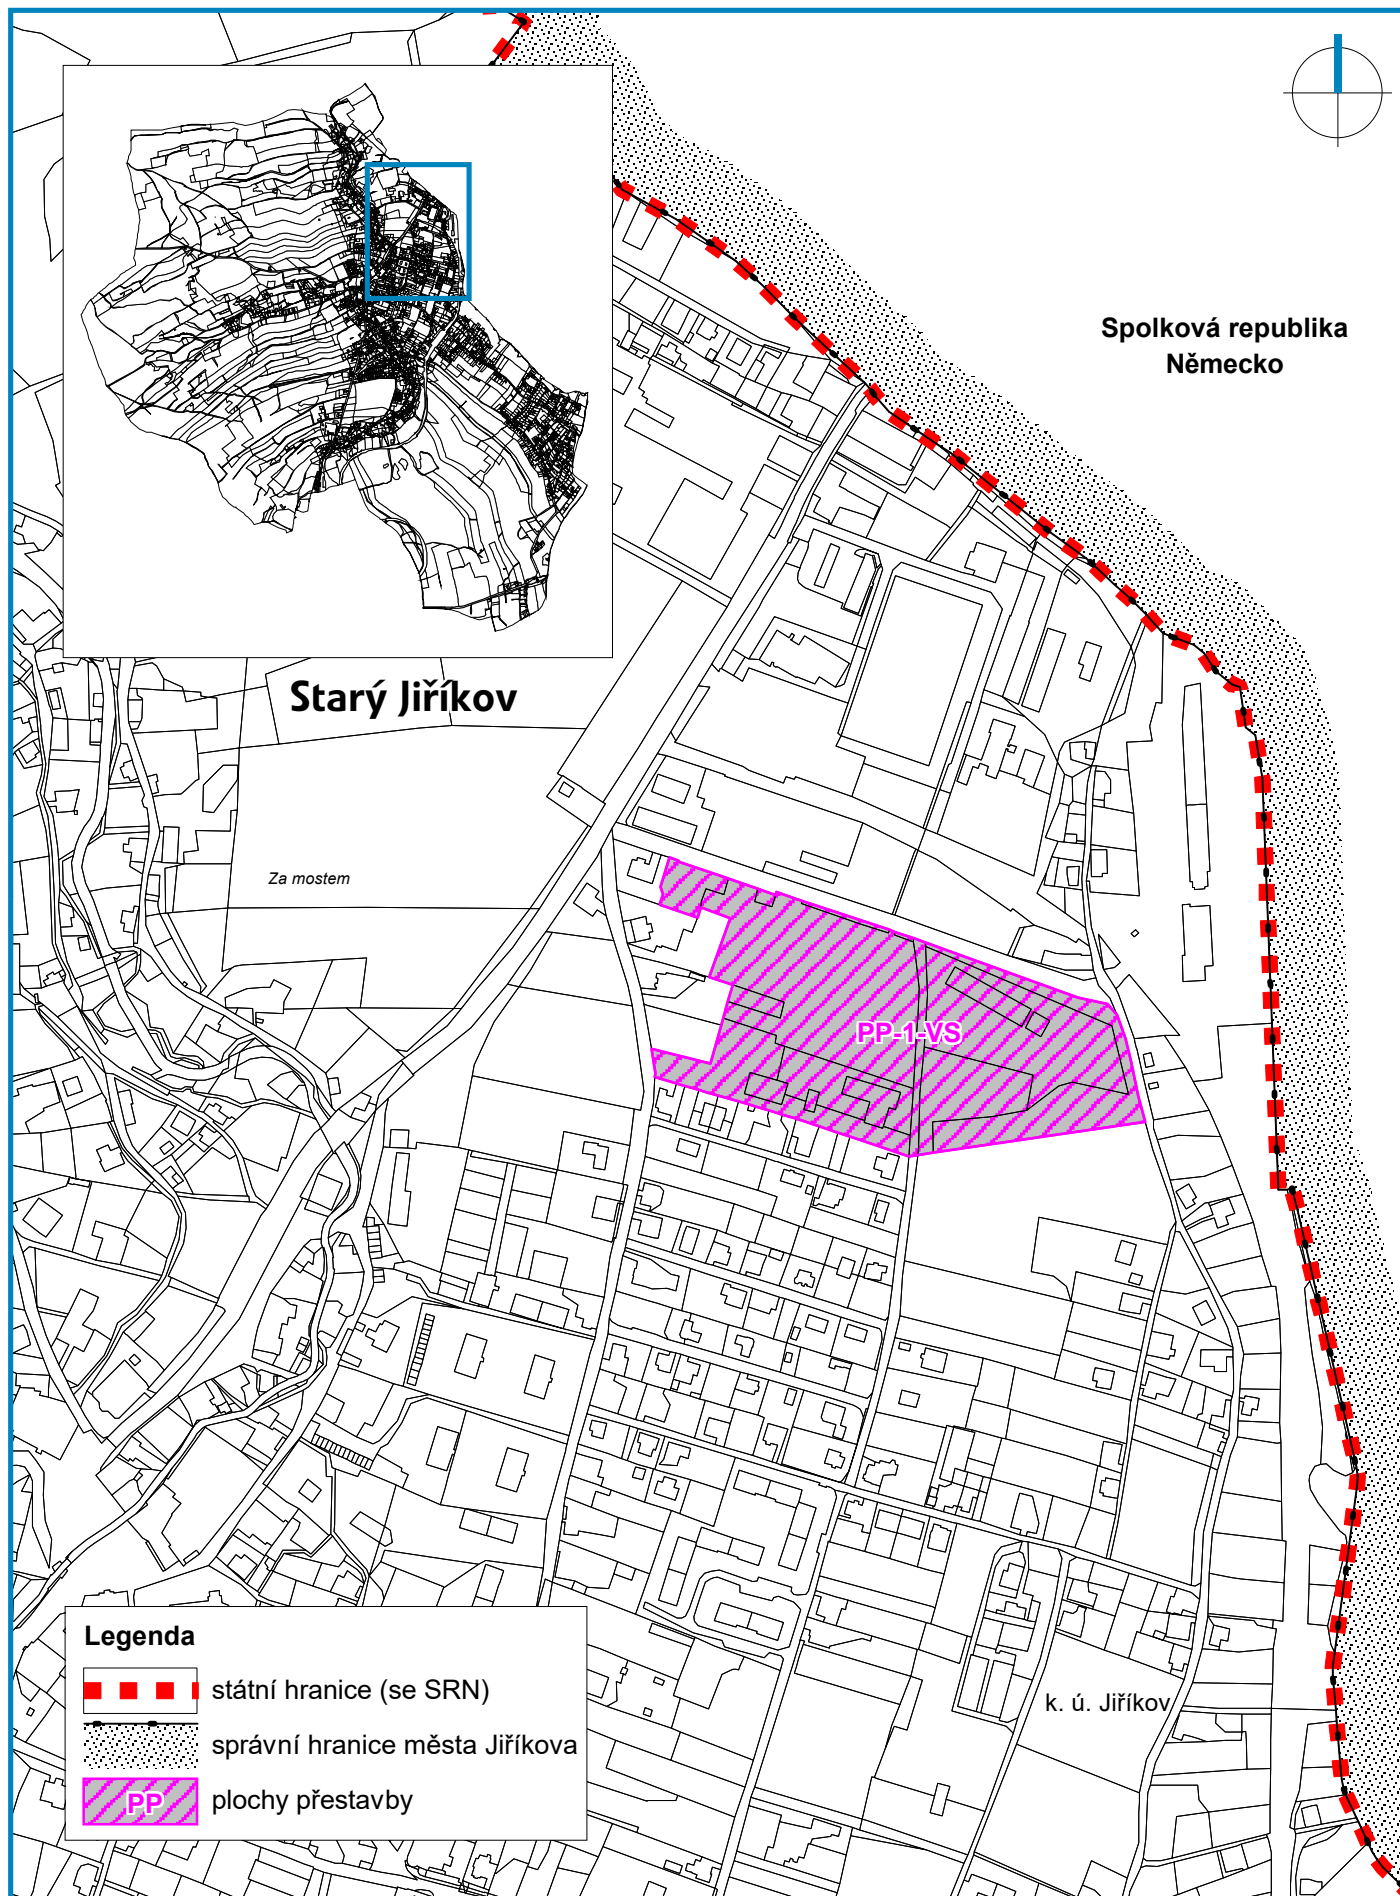 Spolková republika
Německo
Starý Jiříkov
Za mostem
PP-1-VS
k. ú. Jiříkov
Legenda
státní hranice (se SRN)
správní hranice města Jiříkova
PP
plochy přestavby